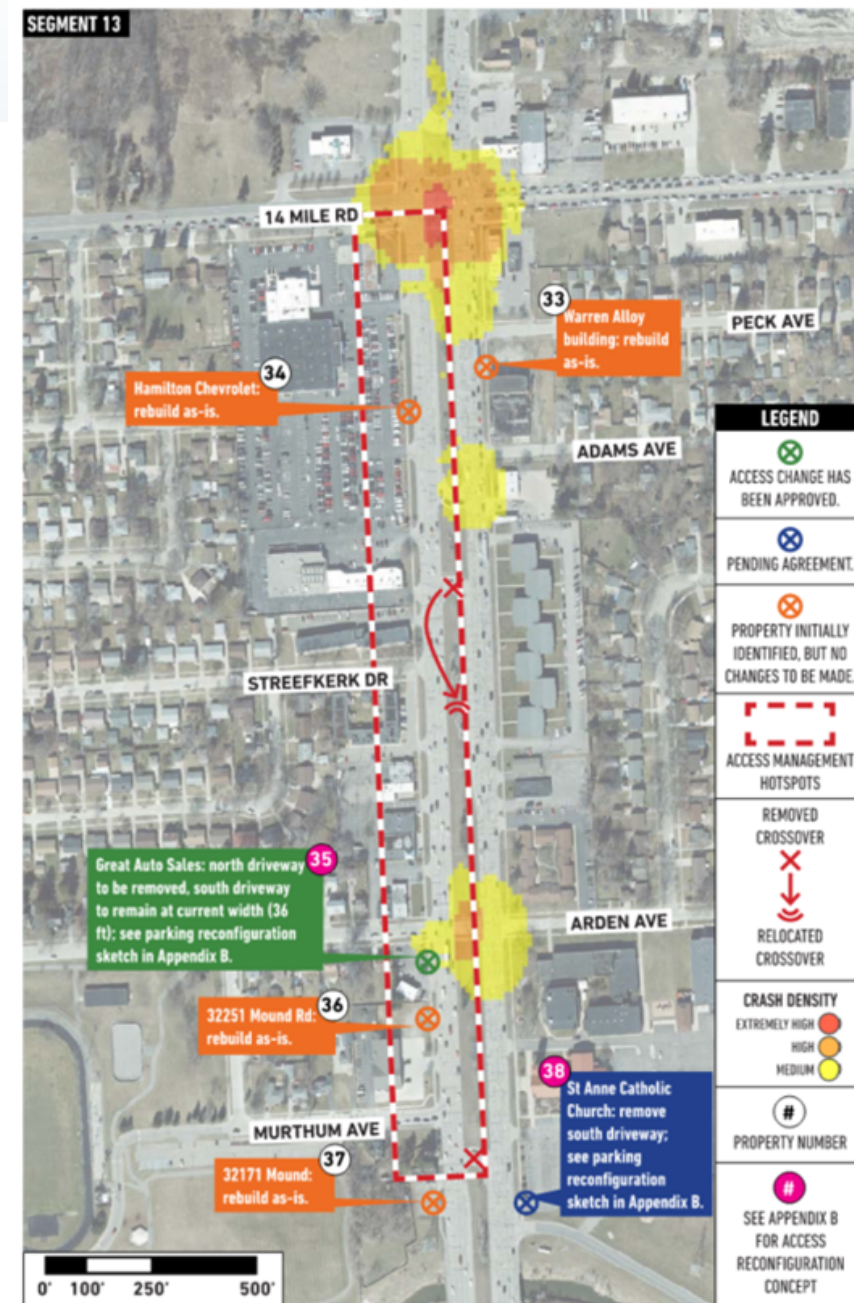 SEGMENT 13
14 MILE RD
33
Warren Alloy
building: rebuild
as-is.
PECK AVE
34
Hamilton Chevrolet:
rebuild as-is.
ADAMS AVE
STREEFKERK DR
35
Great Auto Sales: north driveway
to be removed, south driveway
to remain at current width (36
ft); see parking reconfiguration
sketch in Appendix B.
ARDEN AVE
36
32251 Mound Rd:
rebuild as-is.
38
St Anne Catholic
Church: remove
south driveway;
see parking
reconfiguration
sketch in Appendix B.
MURTHUM AVE
37
32171 Mound:
rebuild as-is.
0' 100' 250' 500'
LEGEND
ACCESS CHANGE HAS
BEEN APPROVED.
PENDING AGREEMENT.
PROPERTY INITIALLY
IDENTIFIED, BUT NO
CHANGES TO BE MADE.
ACCESS MANAGEMENT
HOTSPOTS
REMOVED
CROSSOVER
RELOCATED
CROSSOVER
CRASH DENSITY
EXTREMELY HIGH
HIGH
MEDIUM
#
PROPERTY NUMBER
#
SEE APPENDIX B
FOR ACCESS
RECONFIGURATION
CONCEPT